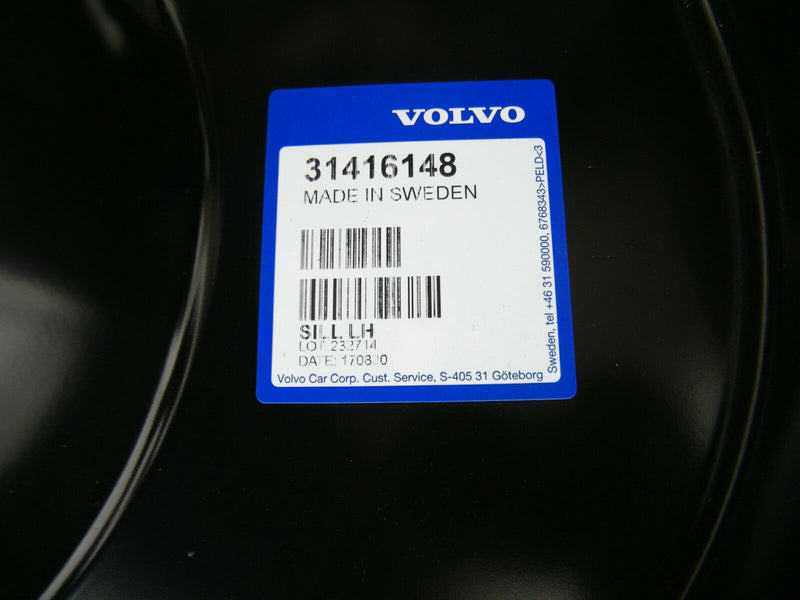 VOLVO
31416148
MADE IN SWEDEN
SILL LH
LOT 232714
DATE: 170830
Volvo Car Corp. Cust. Service, S-405 31 Göteborg
Sweden, tel +46 31 590000, 6768343>PELD<3